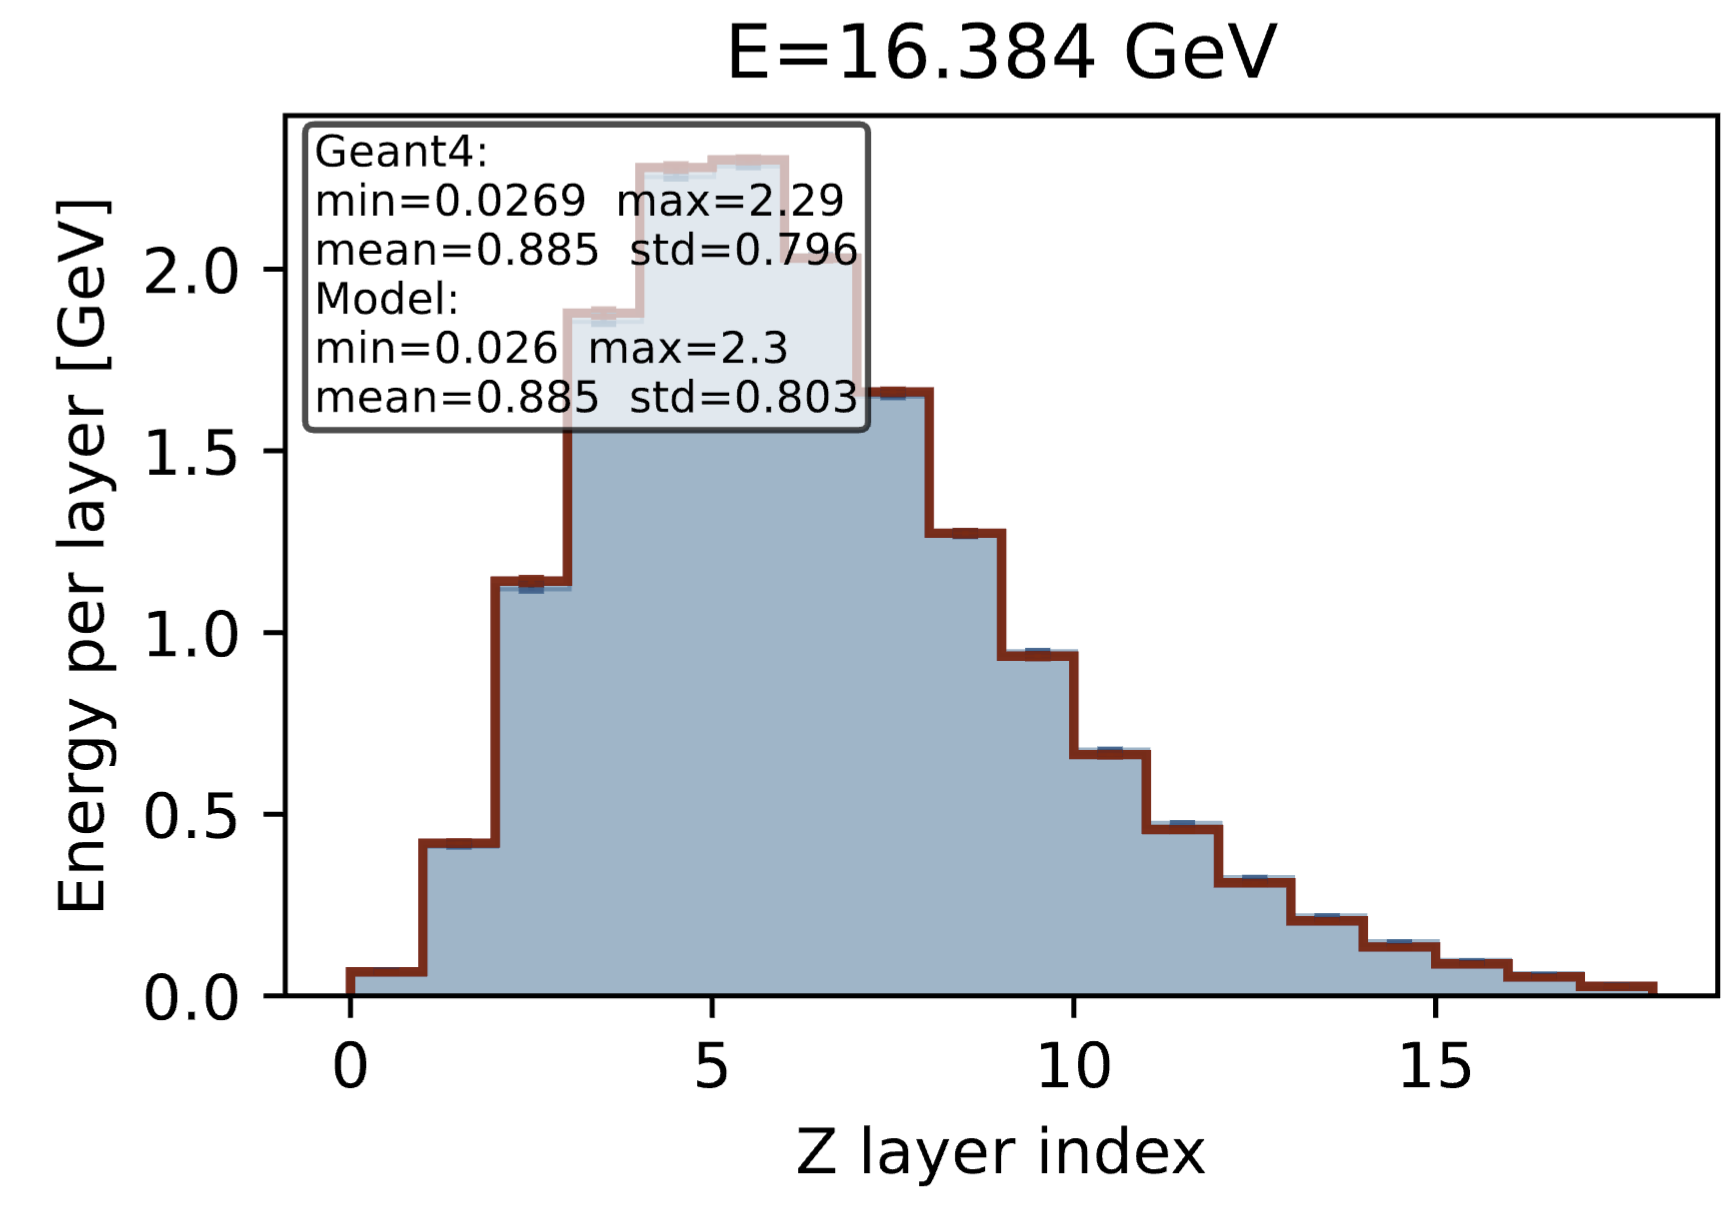 E=16.384 GeV
Geant4:
min=0.0269  max=2.29
mean=0.885  std=0.796
Model:
min=0.026  max=2.3
mean=0.885  std=0.803
Energy per layer [GeV]
2.0
1.5
1.0
0.5
0.0
0
5
10
15
Z layer index